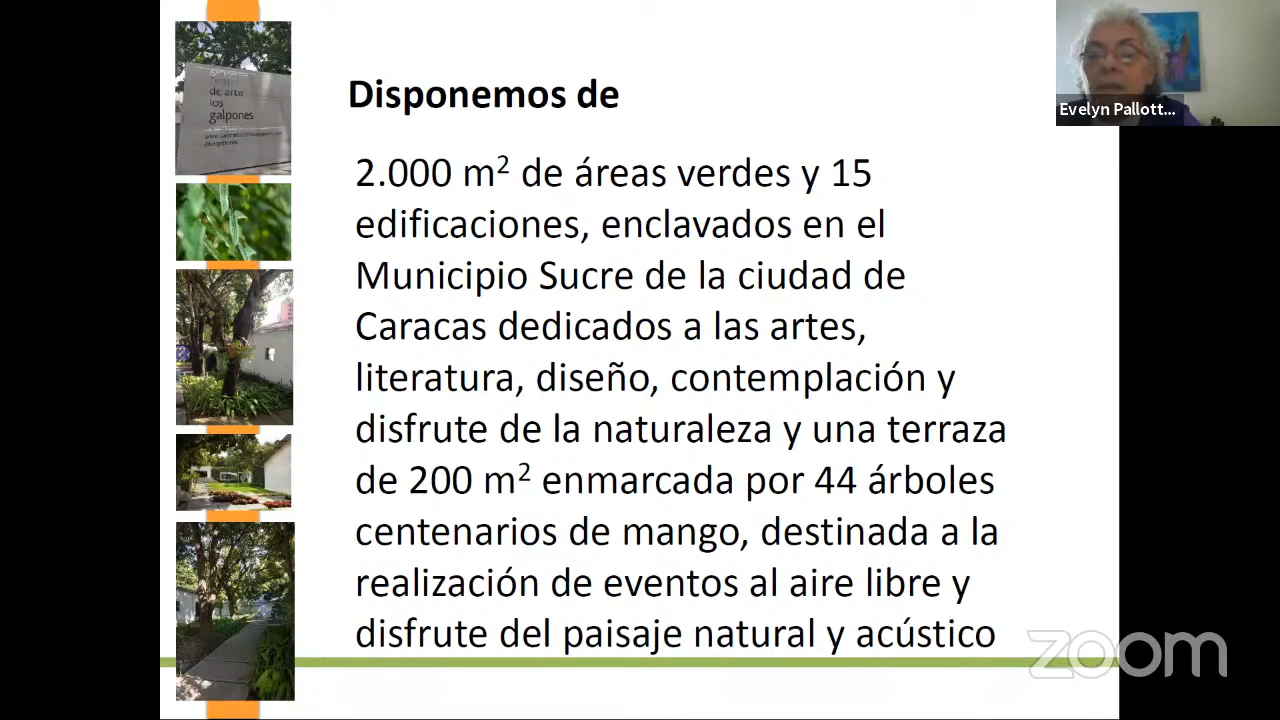 Disponemos de
2.000 m² de áreas verdes y 15
edificaciones, enclavados en el
Municipio Sucre de la ciudad de
Caracas dedicados a las artes,
literatura, diseño, contemplación y
disfrute de la naturaleza y una terraza
de 200 m² enmarcada por 44 árboles
centenarios de mango, destinada a la
realización de eventos al aire libre y
disfrute del paisaje natural y acústico
de arte
los
galpones
Evelyn Pallott...
zoom